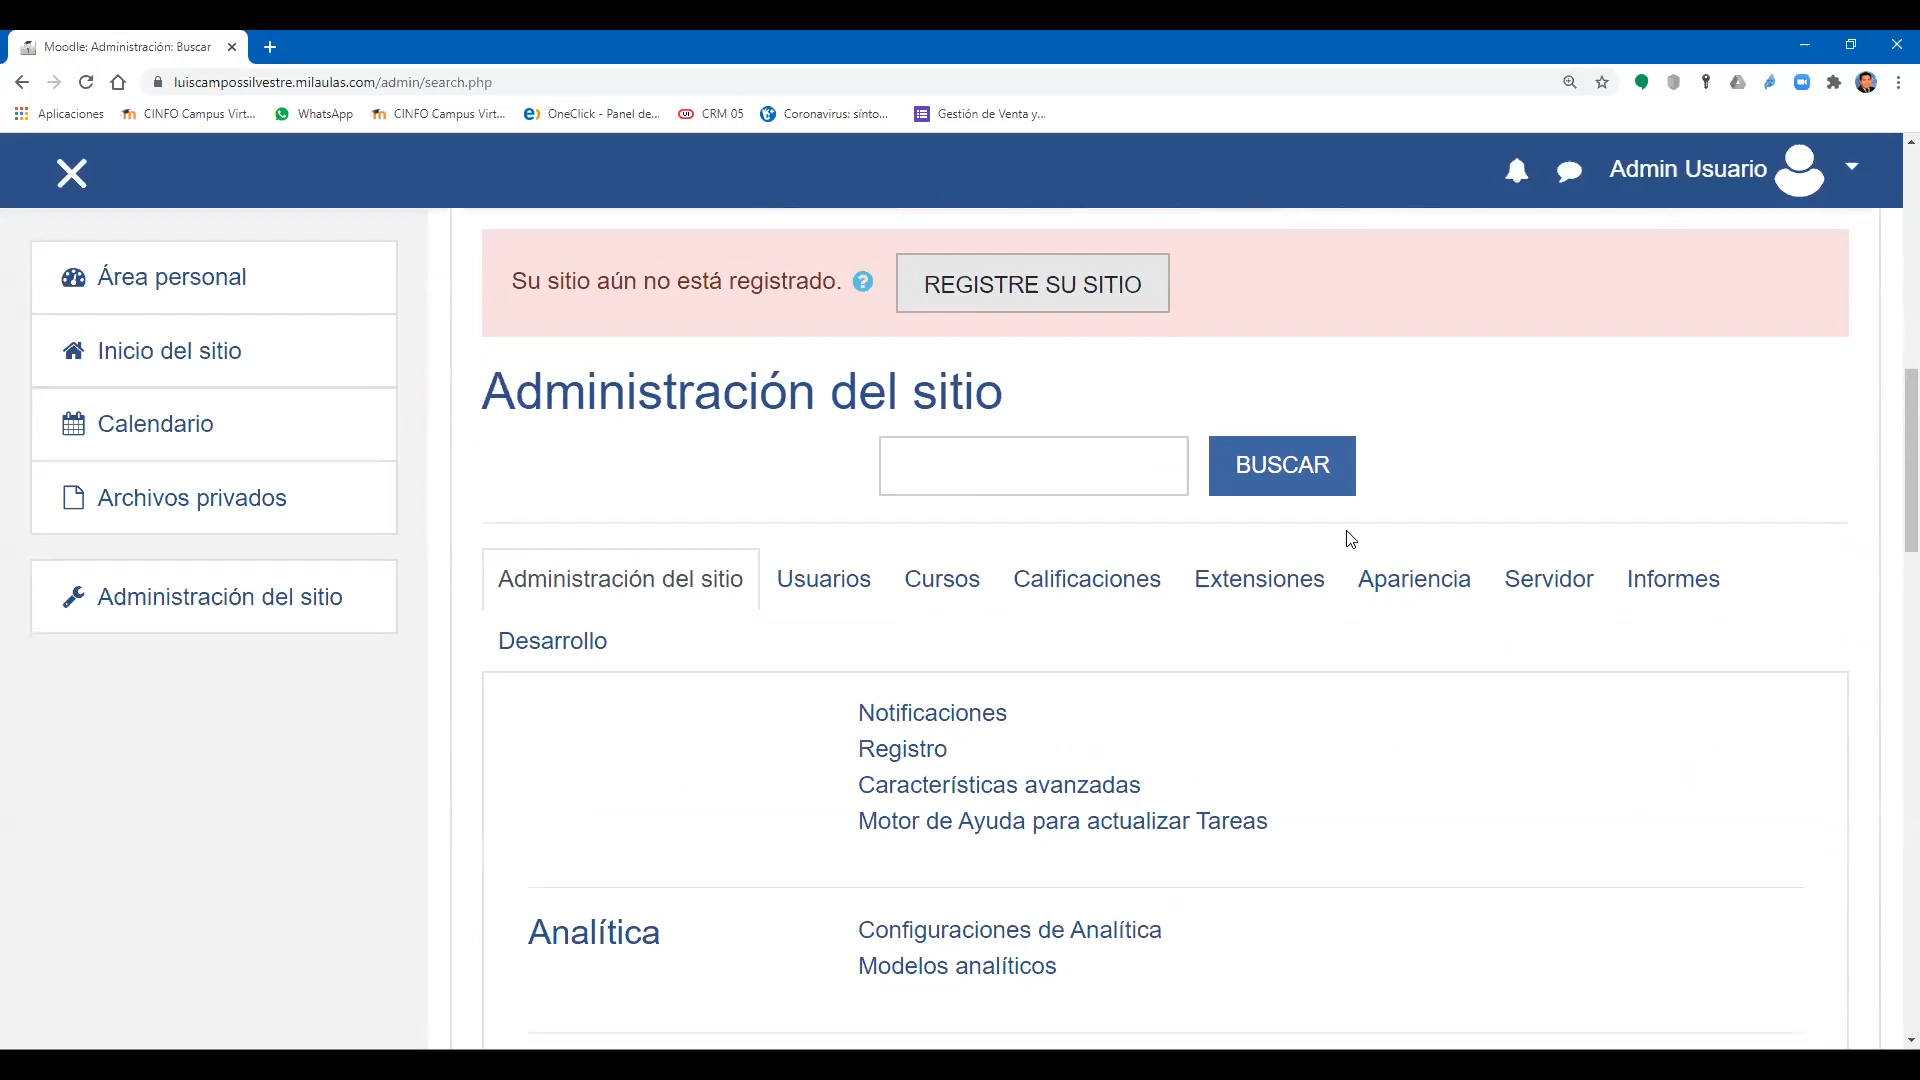 Moodle: Administración: Buscar
luiscampossilvestre.milaulas.com/admin/search.php
Aplicaciones
CINFO Campus Virt...
WhatsApp
CINFO Campus Virt...
OneClick - Panel de...
CRM 05
Coronavirus: sínto...
Gestión de Venta y...
Admin Usuario
Área personal
Inicio del sitio
Calendario
Archivos privados
Administración del sitio
Su sitio aún no está registrado.
REGISTRE SU SITIO
Administración del sitio
BUSCAR
Administración del sitio
Usuarios
Cursos
Calificaciones
Extensiones
Apariencia
Servidor
Informes
Desarrollo
Notificaciones
Registro
Características avanzadas
Motor de Ayuda para actualizar Tareas
Analítica
Configuraciones de Analítica
Modelos analíticos